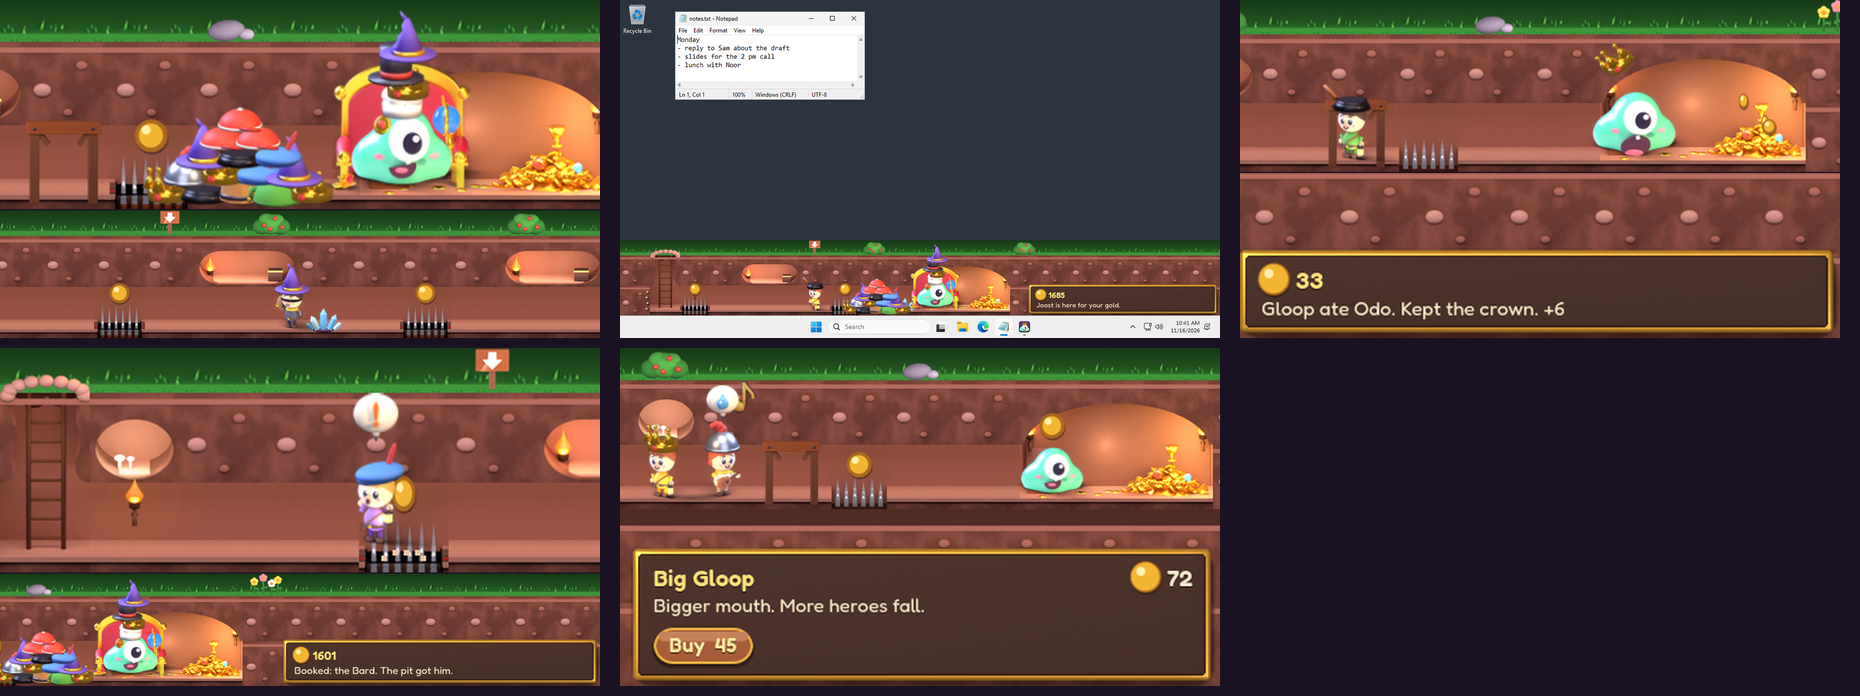 Recycle Bin
notes.txt - Notepad
File Edit Format View Help
Monday
- reply to Sam about the draft
- slides for the 2 pm call
- lunch with Noor
Ln 1, Col 1 100% Windows (CRLF) UTF-8
1685
Joost is here for your gold.
Search
10:41 AM
11/16/2026
33
Gloop ate Odo. Kept the crown. +6
1601
Booked: the Bard. The pit got him.
Big Gloop
72
Bigger mouth. More heroes fall.
Buy 45